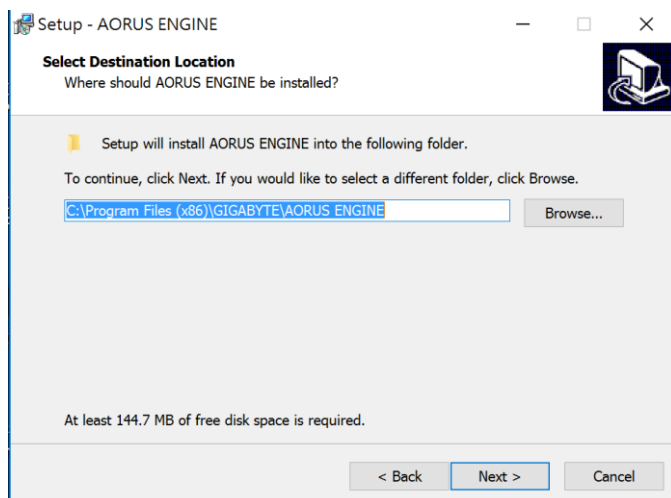 Setup - AORUS ENGINE
Select Destination Location
Where should AORUS ENGINE be installed?
Setup will install AORUS ENGINE into the following folder.
To continue, click Next. If you would like to select a different folder, click Browse.
C:\Program Files (x86)\GIGABYTE\AORUS ENGINE
Browse...
At least 144.7 MB of free disk space is required.
< Back
Next >
Cancel